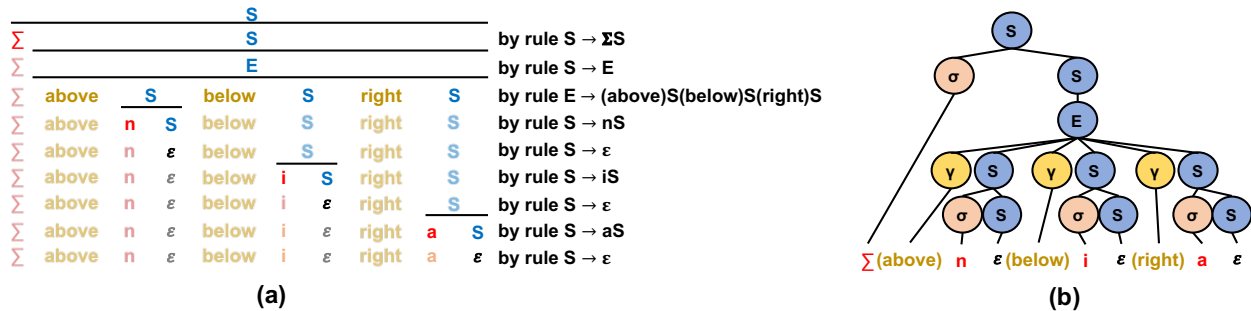 S
Σ S by rule S → ΣS
Σ E by rule S → E
Σ above S below S right S by rule E → (above)S(below)S(right)S
Σ above n S below S right S by rule S → nS
Σ above n ε below S right S by rule S → ε
Σ above n ε below i S right S by rule S → iS
Σ above n ε below i ε right S by rule S → ε
Σ above n ε below i ε right a S by rule S → aS
Σ above n ε below i ε right a ε by rule S → ε
(a)
S
σ S
E
γ S γ S γ S
σ S σ S σ S
Σ (above) n ε (below) i ε (right) a ε
(b)